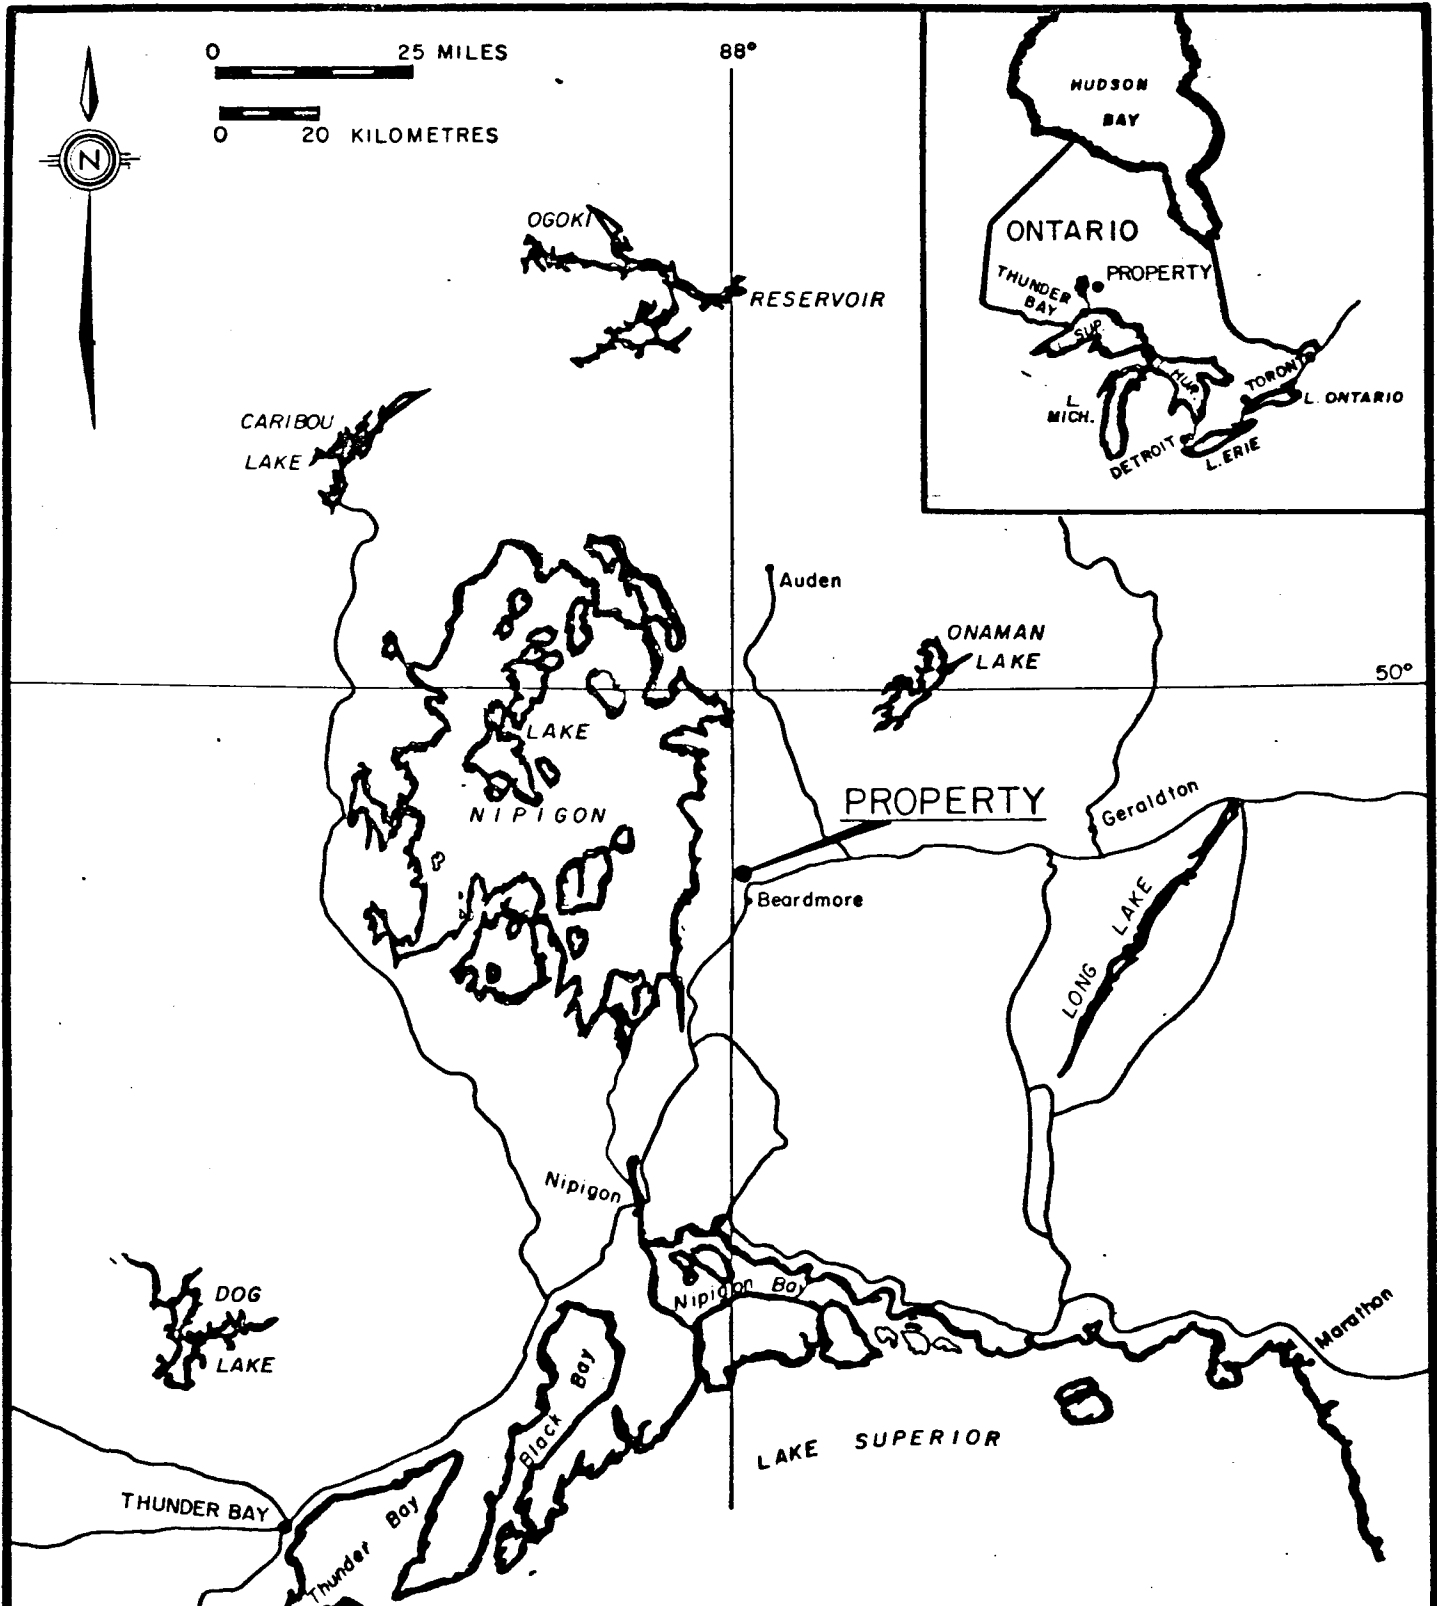 0 25 MILES
0 20 KILOMETRES
N
88°
HUDSON
BAY
ONTARIO
PROPERTY
THUNDER
BAY
L. SUP.
HUR.
L.
MICH.
TORONTO
L. ONTARIO
DETROIT
L. ERIE
OGOKI
RESERVOIR
CARIBOU
LAKE
Auden
ONAMAN
LAKE
50°
LAKE
NIPIGON
PROPERTY
Geraldton
Beardmore
LONG LAKE
Nipigon
Nipigon Bay
DOG
LAKE
Marathon
Black Bay
LAKE SUPERIOR
THUNDER BAY
Thunder Bay